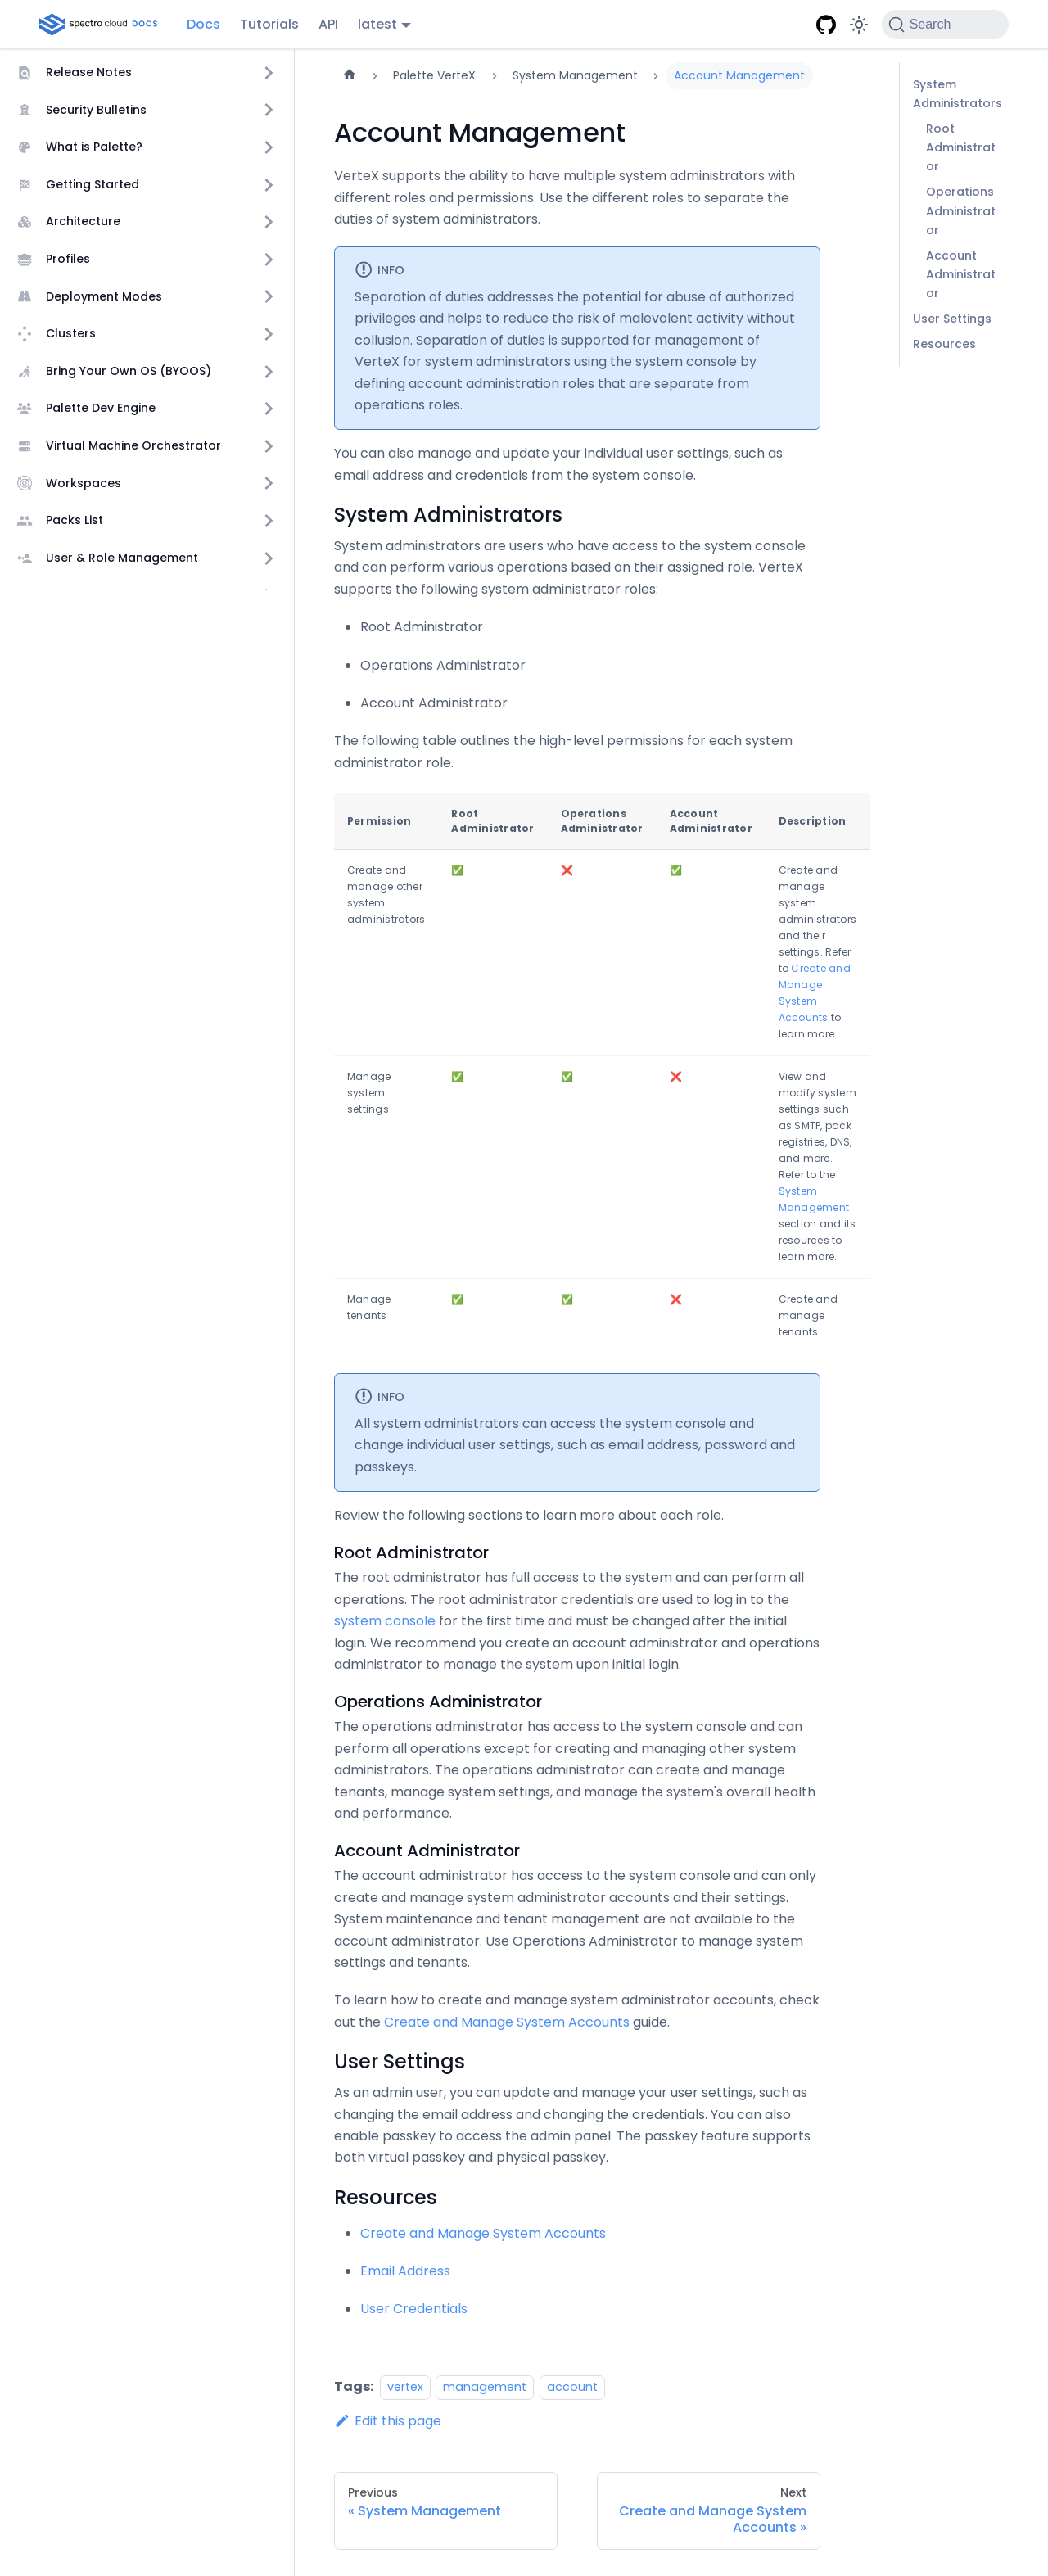 spectro cloud DOCS
Docs
Tutorials
API
latest
Search
Release Notes
Security Bulletins
What is Palette?
Getting Started
Architecture
Profiles
Deployment Modes
Clusters
Bring Your Own OS (BYOOS)
Palette Dev Engine
Virtual Machine Orchestrator
Workspaces
Packs List
User & Role Management
Palette VerteX
System Management
Account Management
Account Management
VerteX supports the ability to have multiple system administrators with
different roles and permissions. Use the different roles to separate the
duties of system administrators.
INFO
Separation of duties addresses the potential for abuse of authorized
privileges and helps to reduce the risk of malevolent activity without
collusion. Separation of duties is supported for management of
VerteX for system administrators using the system console by
defining account administration roles that are separate from
operations roles.
You can also manage and update your individual user settings, such as
email address and credentials from the system console.
System Administrators
System administrators are users who have access to the system console
and can perform various operations based on their assigned role. VerteX
supports the following system administrator roles:
Root Administrator
Operations Administrator
Account Administrator
The following table outlines the high-level permissions for each system
administrator role.
Permission
Root
Administrator
Operations
Administrator
Account
Administrator
Description
Create and
manage other
system
administrators
✅
❌
✅
Create and
manage
system
administrators
and their
settings. Refer
to Create and
Manage
System
Accounts to
learn more.
Manage
system
settings
✅
✅
❌
View and
modify system
settings such
as SMTP, pack
registries, DNS,
and more.
Refer to the
System
Management
section and its
resources to
learn more.
Manage
tenants
✅
✅
❌
Create and
manage
tenants.
INFO
All system administrators can access the system console and
change individual user settings, such as email address, password and
passkeys.
Review the following sections to learn more about each role.
Root Administrator
The root administrator has full access to the system and can perform all
operations. The root administrator credentials are used to log in to the
system console for the first time and must be changed after the initial
login. We recommend you create an account administrator and operations
administrator to manage the system upon initial login.
Operations Administrator
The operations administrator has access to the system console and can
perform all operations except for creating and managing other system
administrators. The operations administrator can create and manage
tenants, manage system settings, and manage the system's overall health
and performance.
Account Administrator
The account administrator has access to the system console and can only
create and manage system administrator accounts and their settings.
System maintenance and tenant management are not available to the
account administrator. Use Operations Administrator to manage system
settings and tenants.
To learn how to create and manage system administrator accounts, check
out the Create and Manage System Accounts guide.
User Settings
As an admin user, you can update and manage your user settings, such as
changing the email address and changing the credentials. You can also
enable passkey to access the admin panel. The passkey feature supports
both virtual passkey and physical passkey.
Resources
Create and Manage System Accounts
Email Address
User Credentials
Tags: vertex management account
Edit this page
Previous
« System Management
Next
Create and Manage System
Accounts »
System
Administrators
Root
Administrat
or
Operations
Administrat
or
Account
Administrat
or
User Settings
Resources